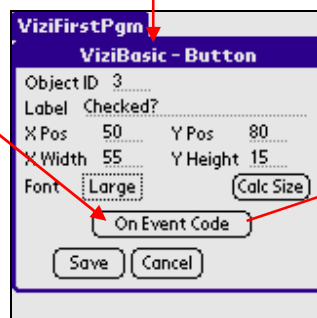 ViziFirstPgm
ViziBasic - Button
Object ID 3
Label Checked?
X Pos 50 Y Pos 80
X Width 55 Y Height 15
Font Large Calc Size
On Event Code
Save Cancel